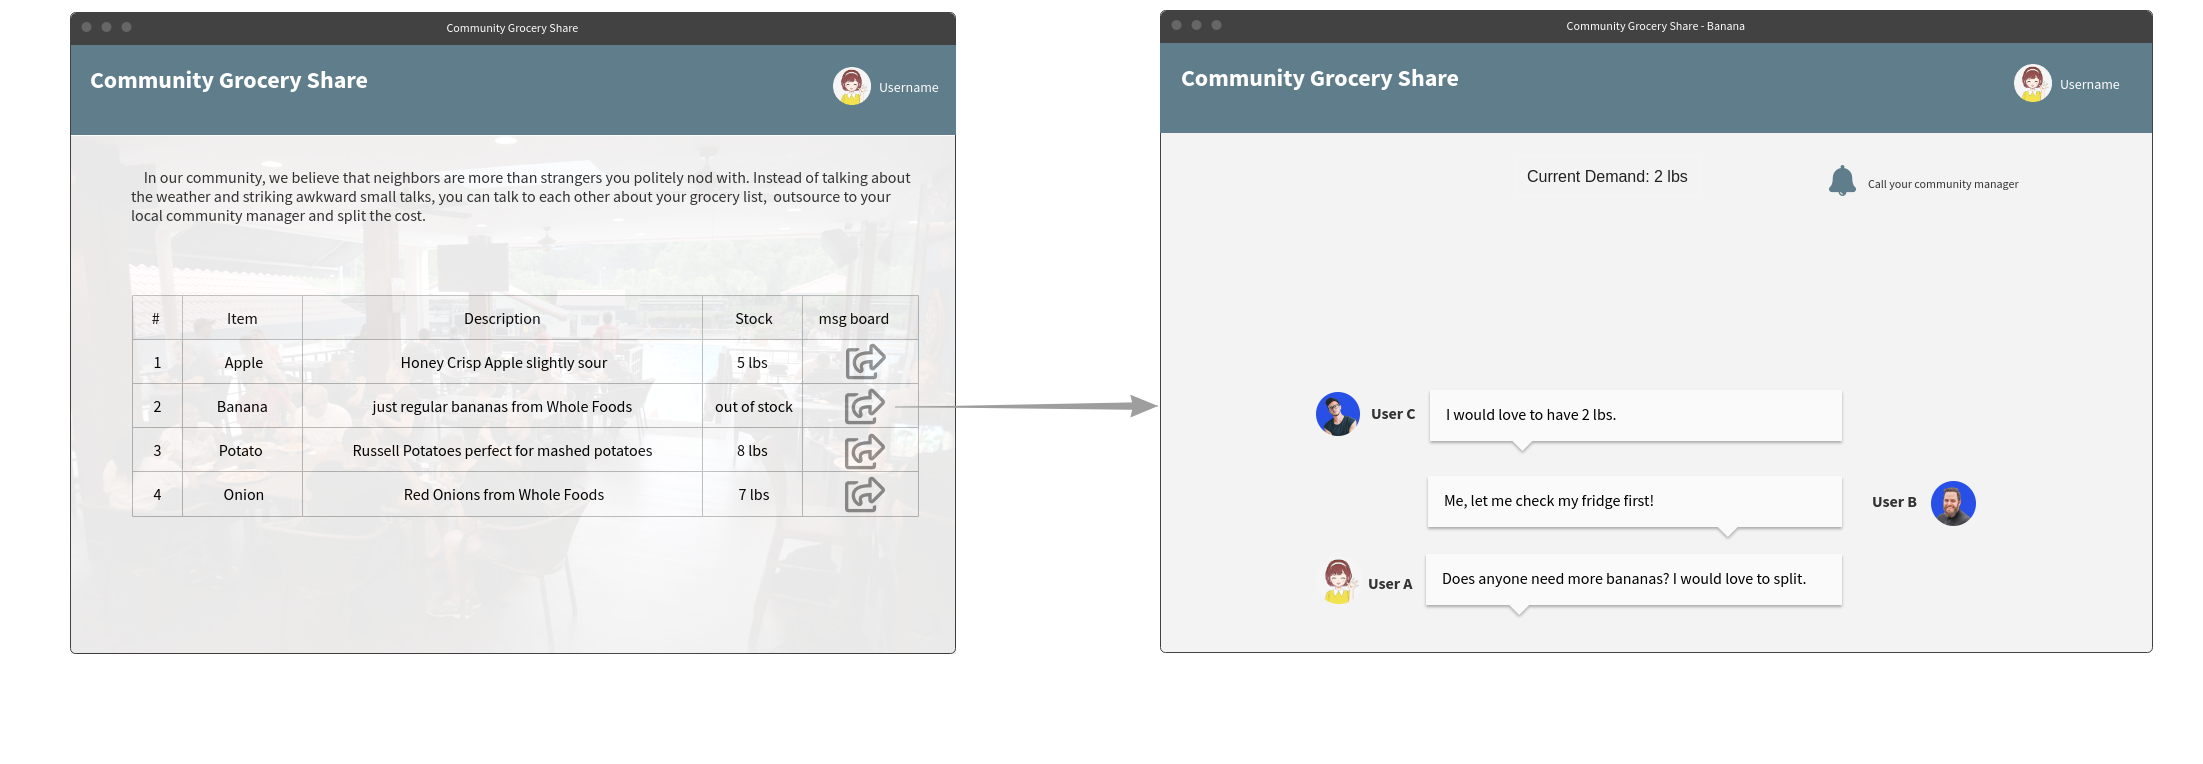 Community Grocery Share
Community Grocery Share
Username
In our community, we believe that neighbors are more than strangers you politely nod with. Instead of talking about
the weather and striking awkward small talks, you can talk to each other about your grocery list,  outsource to your
local community manager and split the cost.
# Item Description Stock msg board
1 Apple Honey Crisp Apple slightly sour 5 lbs
2 Banana just regular bananas from Whole Foods out of stock
3 Potato Russell Potatoes perfect for mashed potatoes 8 lbs
4 Onion Red Onions from Whole Foods 7 lbs
Community Grocery Share - Banana
Community Grocery Share
Username
Current Demand: 2 lbs
Call your community manager
User C
I would love to have 2 lbs.
Me, let me check my fridge first!
User B
User A
Does anyone need more bananas? I would love to split.